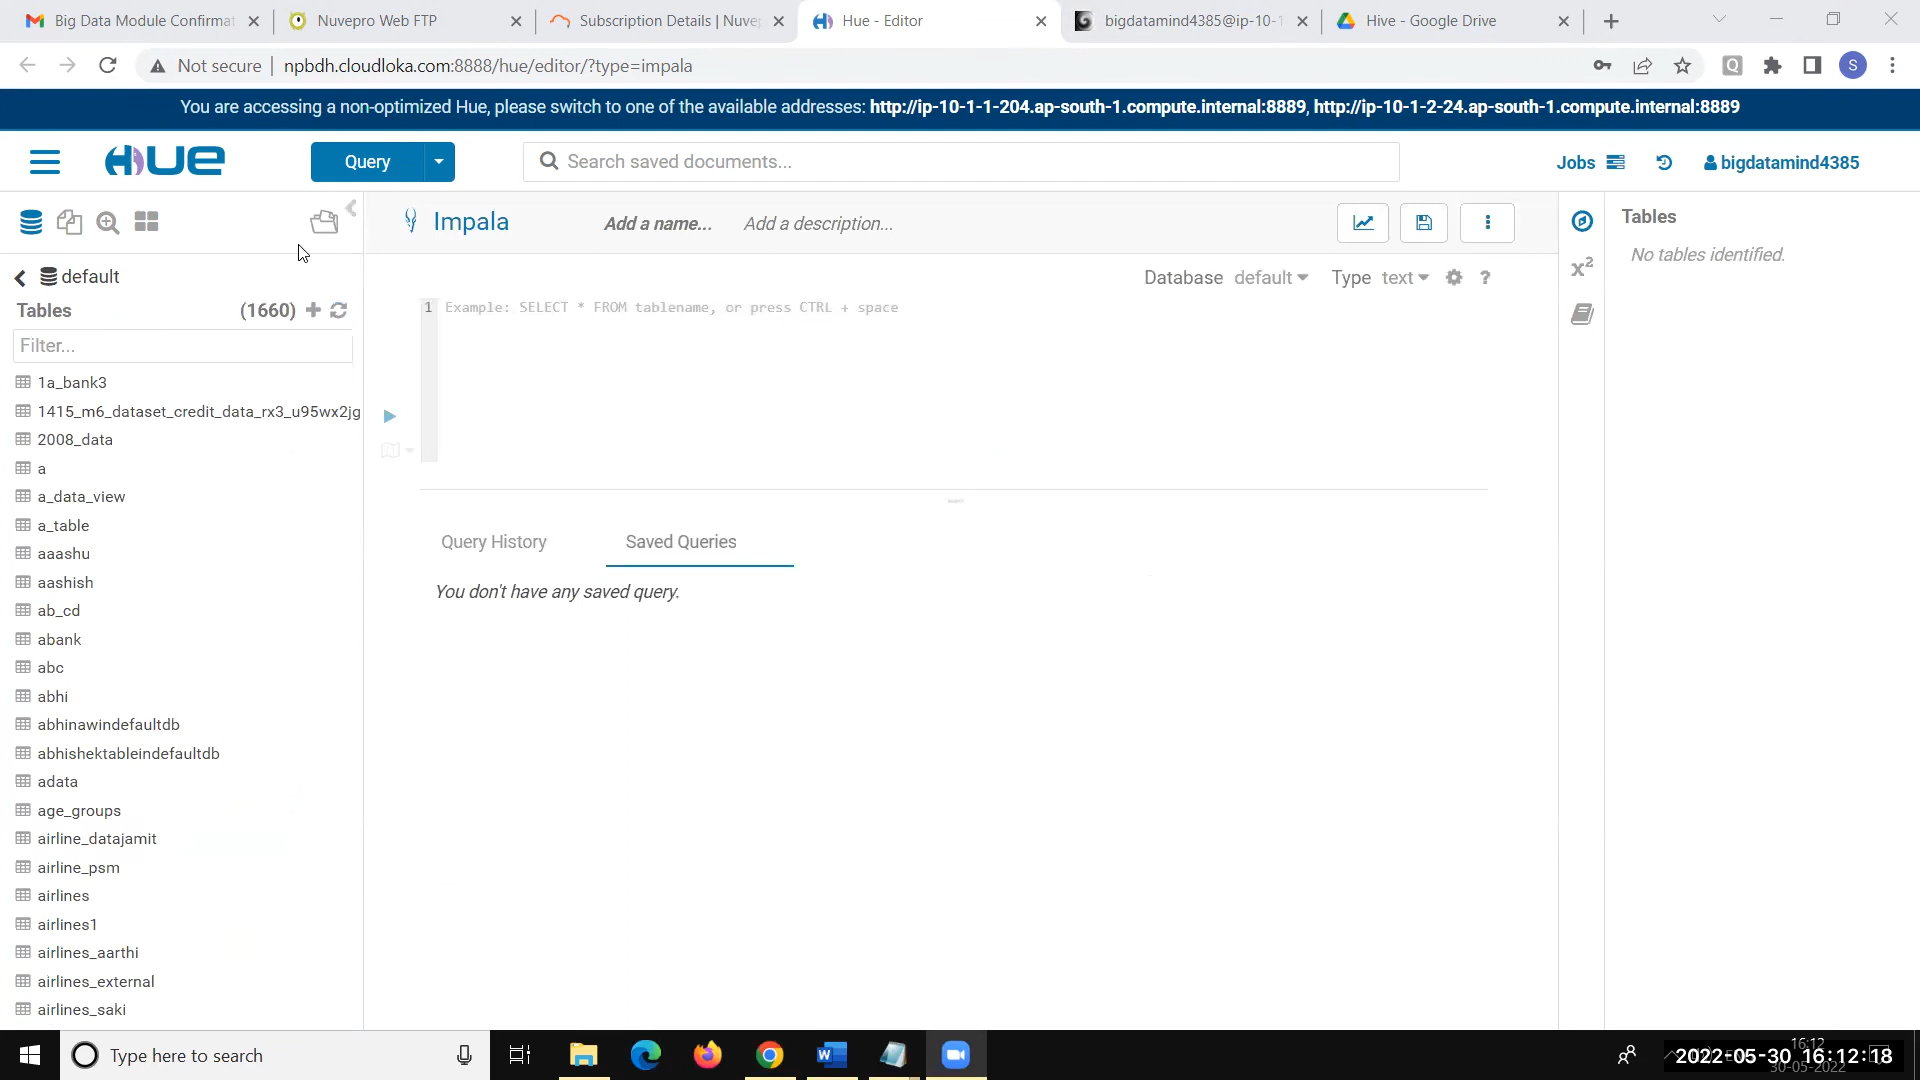 Big Data Module Confirmat
Nuvepro Web FTP
Subscription Details | Nuvep
Hue - Editor
bigdatamind4385@ip-10-1
Hive - Google Drive
Not secure
npbdh.cloudloka.com:8888/hue/editor/?type=impala
Q
S
You are accessing a non-optimized Hue, please switch to one of the available addresses: http://ip-10-1-1-204.ap-south-1.compute.internal:8889, http://ip-10-1-2-24.ap-south-1.compute.internal:8889
HUE
Query
Search saved documents...
Jobs
bigdatamind4385
Impala
Add a name...
Add a description...
Tables
No tables identified.
x²
default
Tables
(1660)
Filter...
Database default
Type text
?
1 Example: SELECT * FROM tablename, or press CTRL + space
1a_bank3
1415_m6_dataset_credit_data_rx3_u95wx2jg
2008_data
a
a_data_view
a_table
aaashu
aashish
ab_cd
abank
abc
abhi
abhinawindefaultdb
abhishektableindefaultdb
adata
age_groups
airline_datajamit
airline_psm
airlines
airlines1
airlines_aarthi
airlines_external
airlines_saki
Query History
Saved Queries
You don't have any saved query.
Type here to search
16:12
2022-05-30 16:12:18
30-05-2022